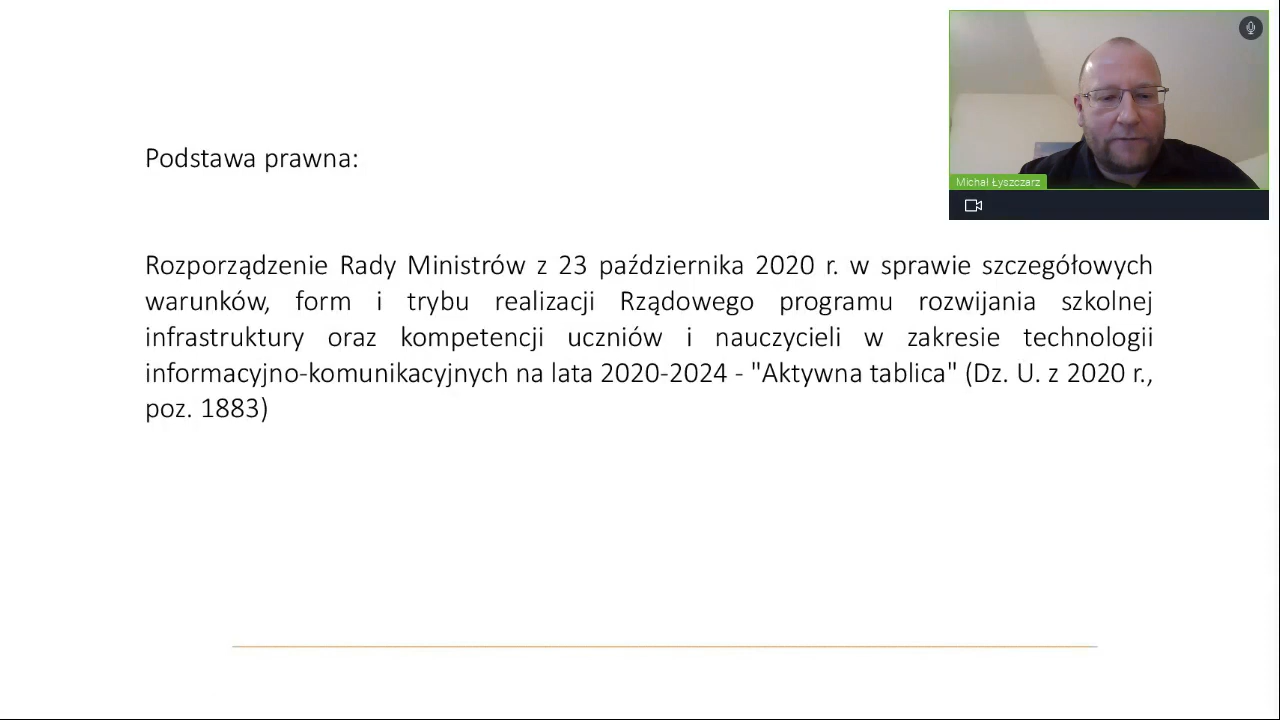 Podstawa prawna:
Rozporządzenie Rady Ministrów z 23 października 2020 r. w sprawie szczegółowych
warunków, form i trybu realizacji Rządowego programu rozwijania szkolnej
infrastruktury oraz kompetencji uczniów i nauczycieli w zakresie technologii
informacyjno-komunikacyjnych na lata 2020-2024 - "Aktywna tablica" (Dz. U. z 2020 r.,
poz. 1883)
Michał Łyszczarz